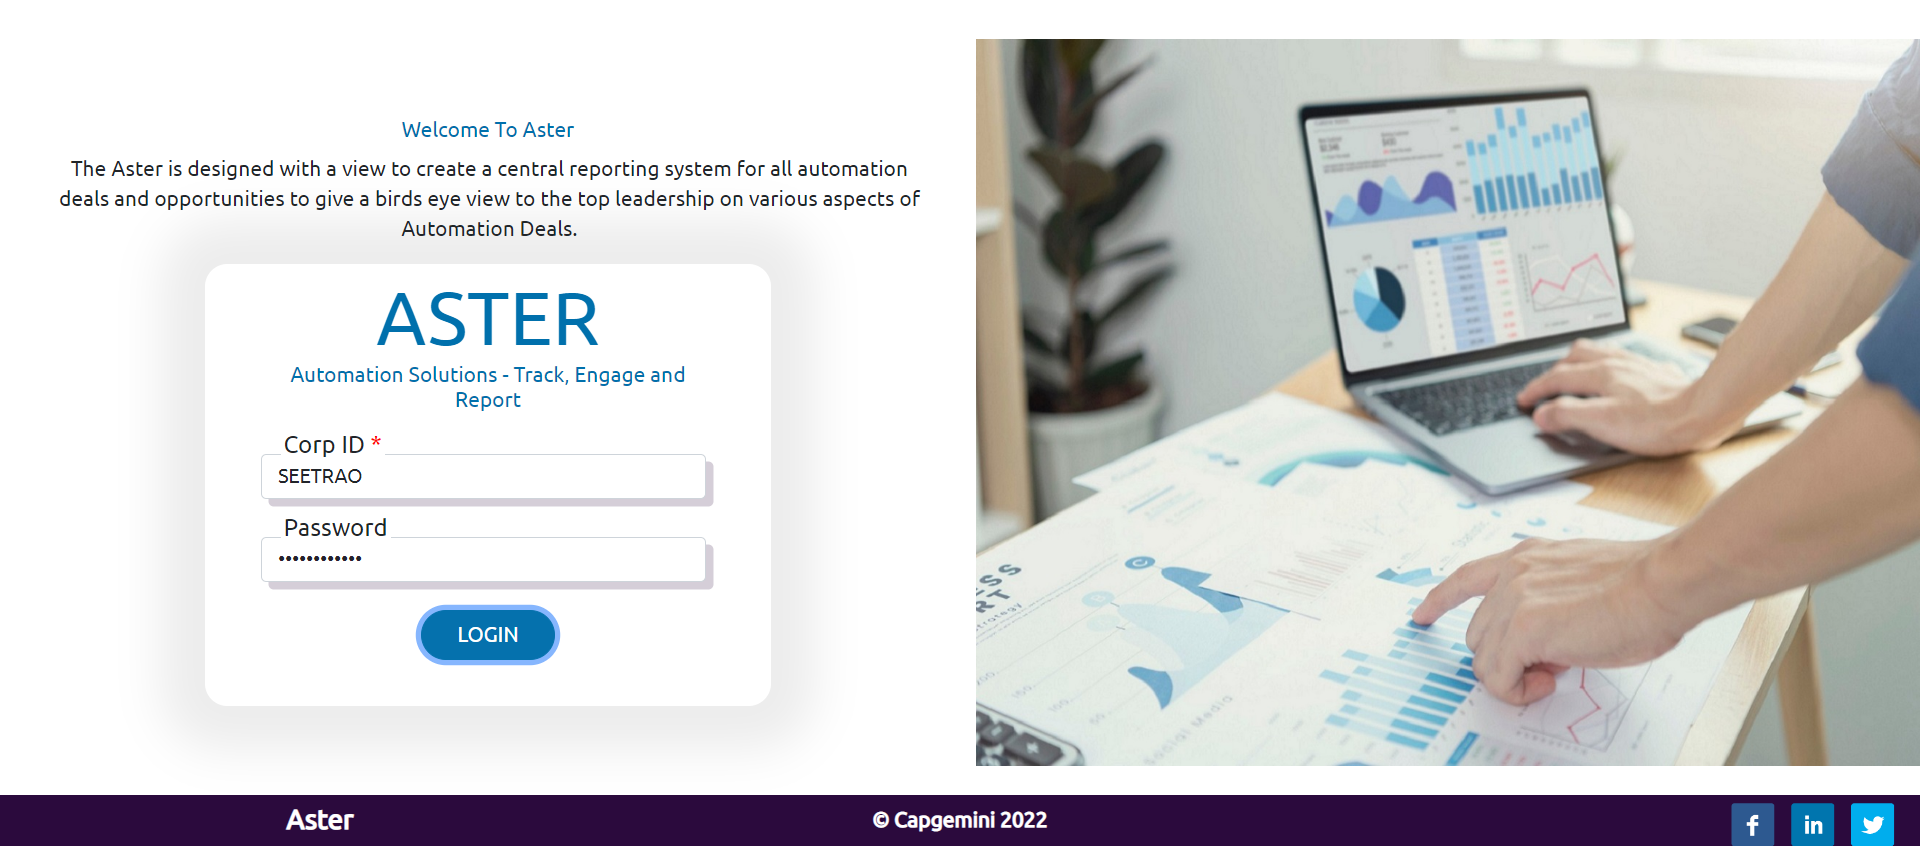 Welcome To Aster
The Aster is designed with a view to create a central reporting system for all automation
deals and opportunities to give a birds eye view to the top leadership on various aspects of
Automation Deals.
ASTER
Automation Solutions - Track, Engage and
Report
Corp ID *
SEETRAO
Password
••••••••••••
LOGIN
Social Media
Aster
© Capgemini 2022
f
in